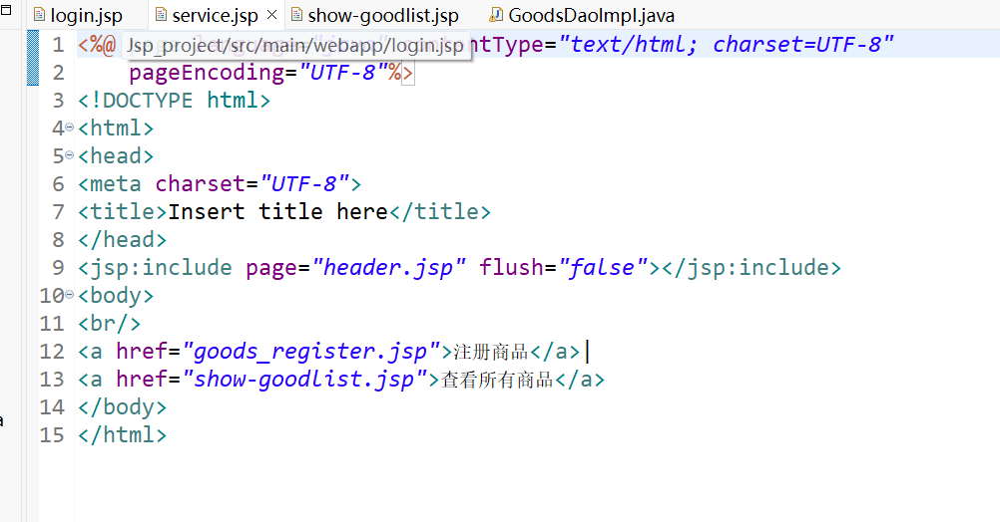 login.jsp service.jsp show-goodlist.jsp GoodsDaoImpl.java
1 <%@ Jsp_project/src/main/webapp/login.jsp ntType="text/html; charset=UTF-8"
2 pageEncoding="UTF-8"%>
3 <!DOCTYPE html>
4 <html>
5 <head>
6 <meta charset="UTF-8">
7 <title>Insert title here</title>
8 </head>
9 <jsp:include page="header.jsp" flush="false"></jsp:include>
10 <body>
11 <br/>
12 <a href="goods_register.jsp">注册商品</a>
13 <a href="show-goodlist.jsp">查看所有商品</a>
14 </body>
15 </html>